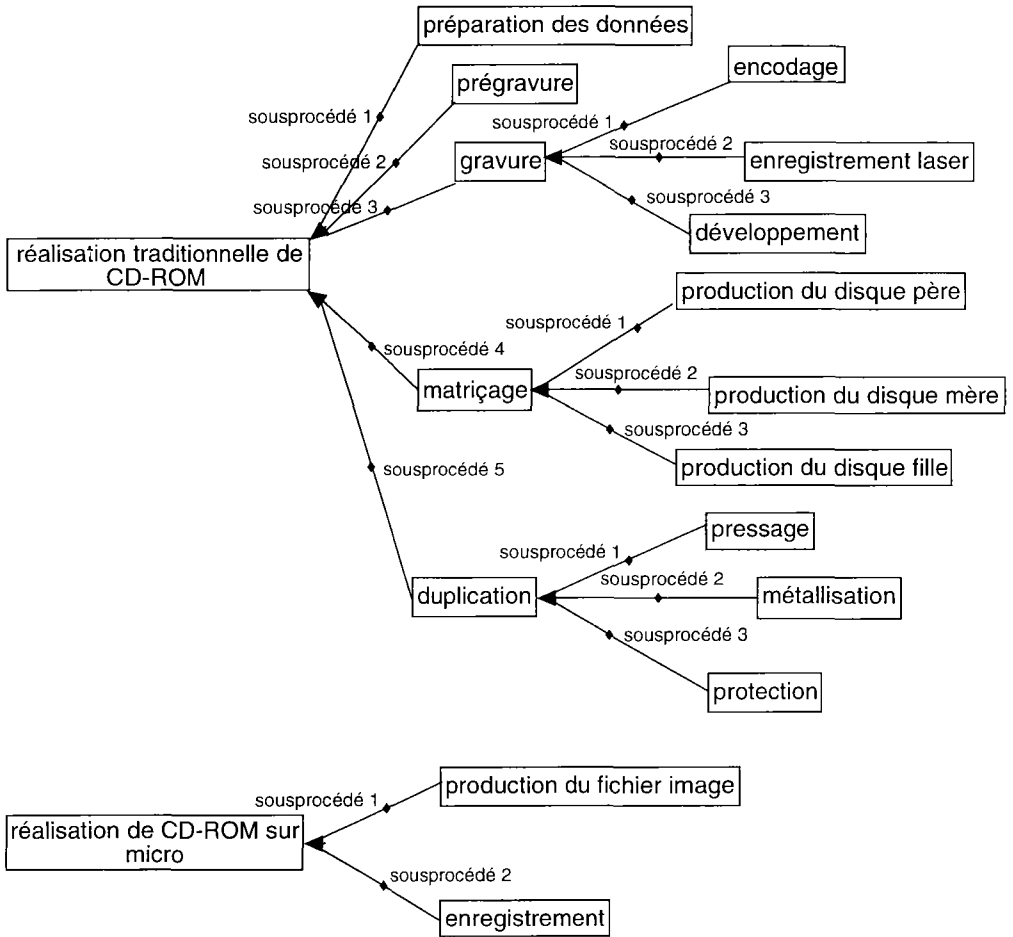 préparation des données
encodage
prégravure
sousprocédé 1
sousprocédé 1
sousprocédé 2
sousprocédé 2
gravure
enregistrement laser
sousprocédé 3
sousprocédé 3
développement
réalisation traditionnelle de
CD-ROM
production du disque père
sousprocédé 1
sousprocédé 4
sousprocédé 2
matriçage
production du disque mère
sousprocédé 3
sousprocédé 5
production du disque fille
pressage
sousprocédé 1
sousprocédé 2
duplication
métallisation
sousprocédé 3
protection
production du fichier image
sousprocédé 1
réalisation de CD-ROM sur
micro
sousprocédé 2
enregistrement